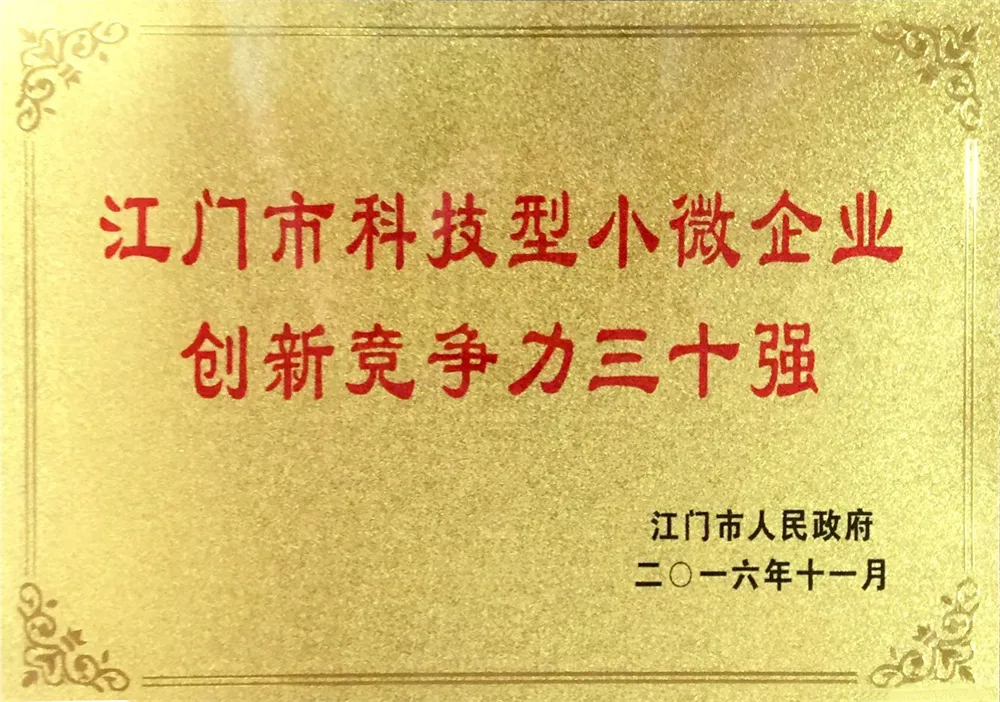 江门市科技型小微企业
创新竞争力三十强
江门市人民政府
二〇一六年十一月